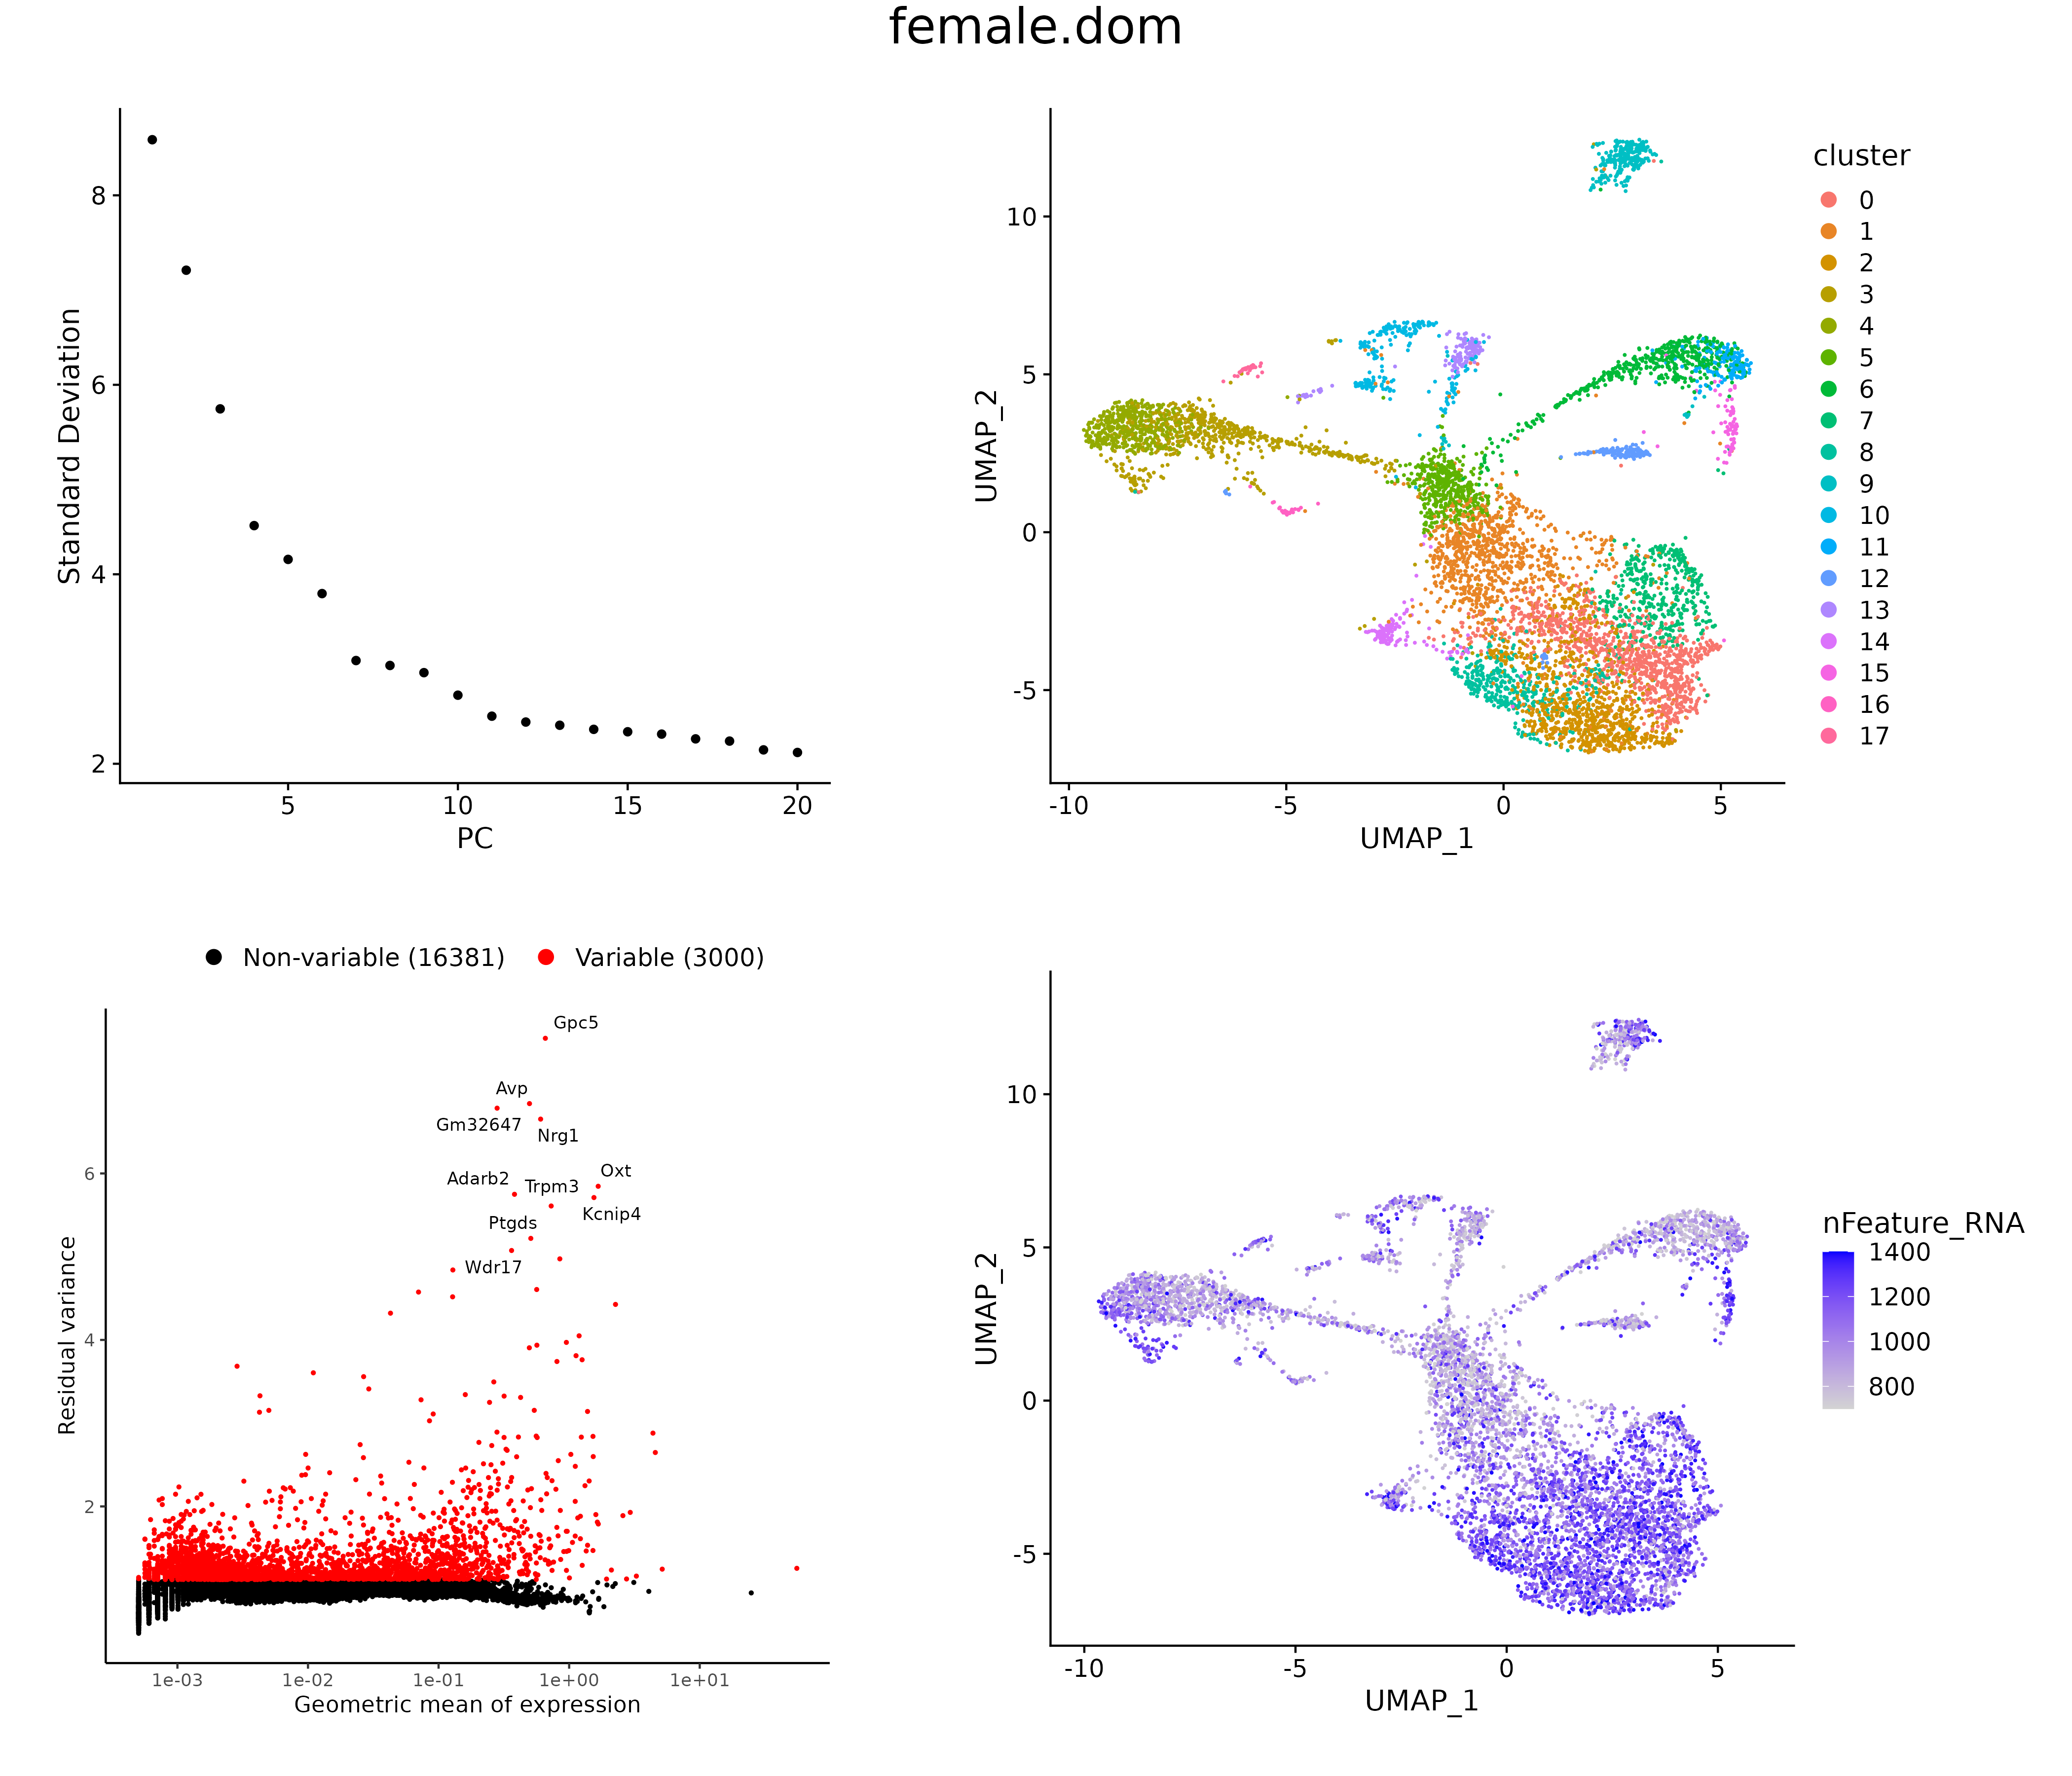 female.dom
8
6
4
2
Standard Deviation
5
10
15
20
PC
10
5
0
-5
UMAP_2
-10
-5
0
5
UMAP_1
cluster
0
1
2
3
4
5
6
7
8
9
10
11
12
13
14
15
16
17
Non-variable (16381)
Variable (3000)
Gpc5
Avp
Gm32647
Nrg1
Oxt
Adarb2
Trpm3
Kcnip4
Ptgds
Wdr17
6
4
2
Residual variance
1e-03
1e-02
1e-01
1e+00
1e+01
Geometric mean of expression
10
5
0
-5
UMAP_2
-10
-5
0
5
UMAP_1
nFeature_RNA
1400
1200
1000
800